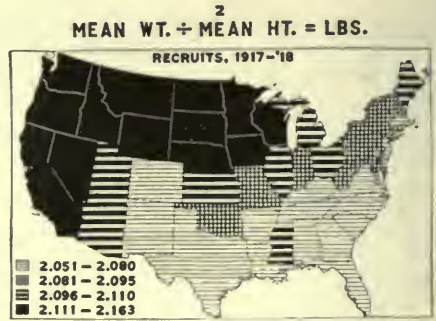 2
MEAN WT. ÷ MEAN HT. = LBS.
RECRUITS, 1917-'18
2.051 – 2.080
2.081 – 2.095
2.096 – 2.110
2.111 – 2.163